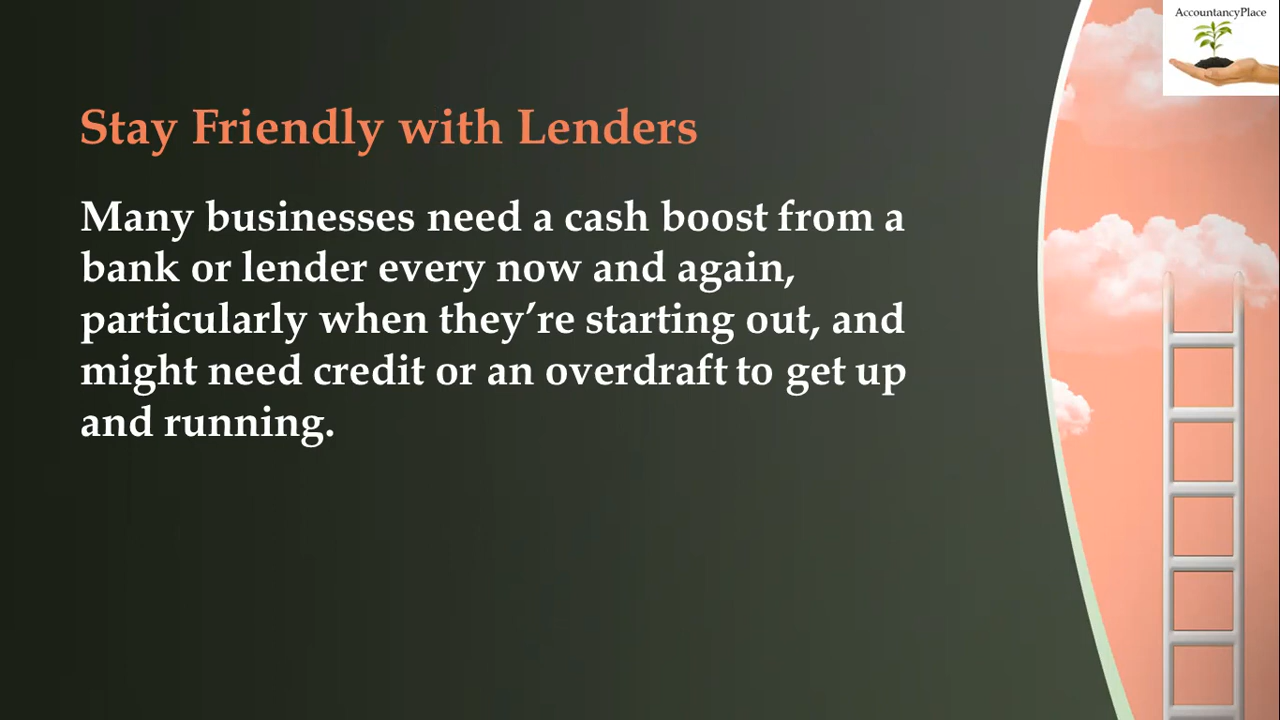 AccountancyPlace
Stay Friendly with Lenders
Many businesses need a cash boost from a
bank or lender every now and again,
particularly when they’re starting out, and
might need credit or an overdraft to get up
and running.